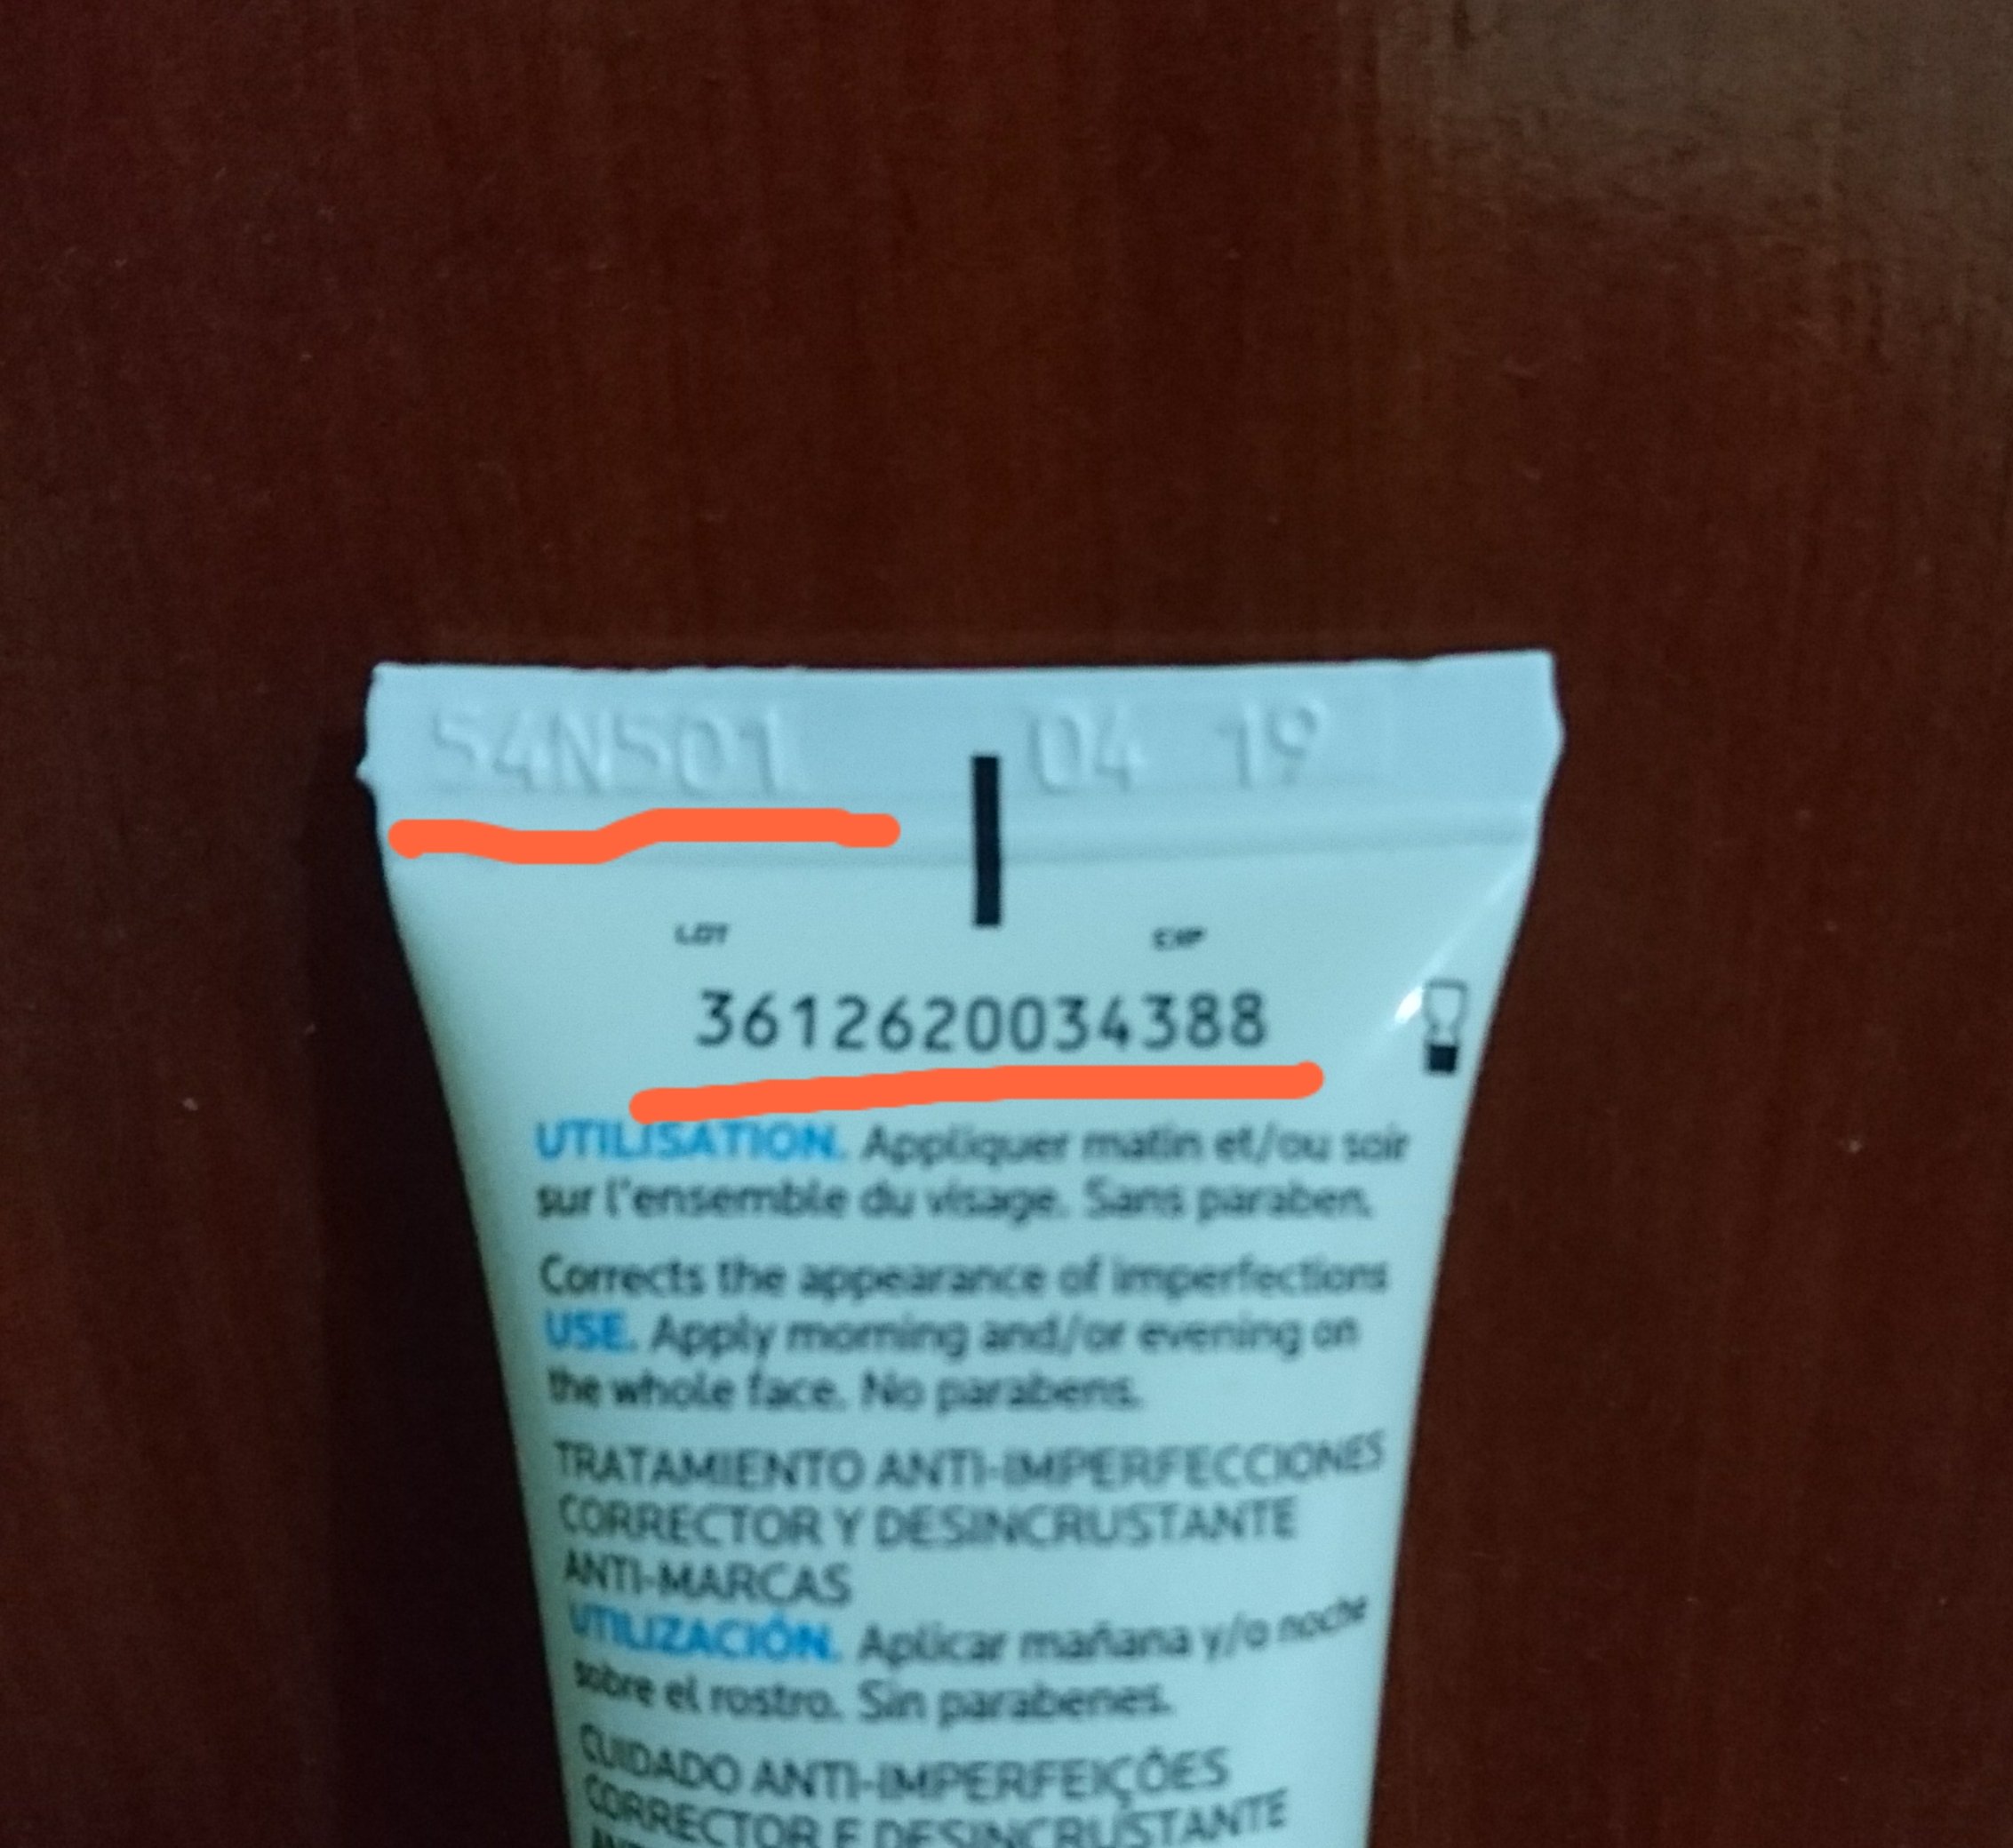 54N501 04 19
LOT EXP
3612620034388
UTILISATION. Appliquer matin et/ou soir
sur l'ensemble du visage. Sans paraben.
Corrects the appearance of imperfections
USE. Apply morning and/or evening on
the whole face. No parabens.
TRATAMIENTO ANTI-IMPERFECCIONES
CORRECTOR Y DESINCRUSTANTE
ANTI-MARCAS
UTILIZACIÓN. Aplicar mañana y/o noche
sobre el rostro. Sin parabenes.
CUIDADO ANTI-IMPERFEIÇÕES
CORRECTOR E DESINCRUSTANTE